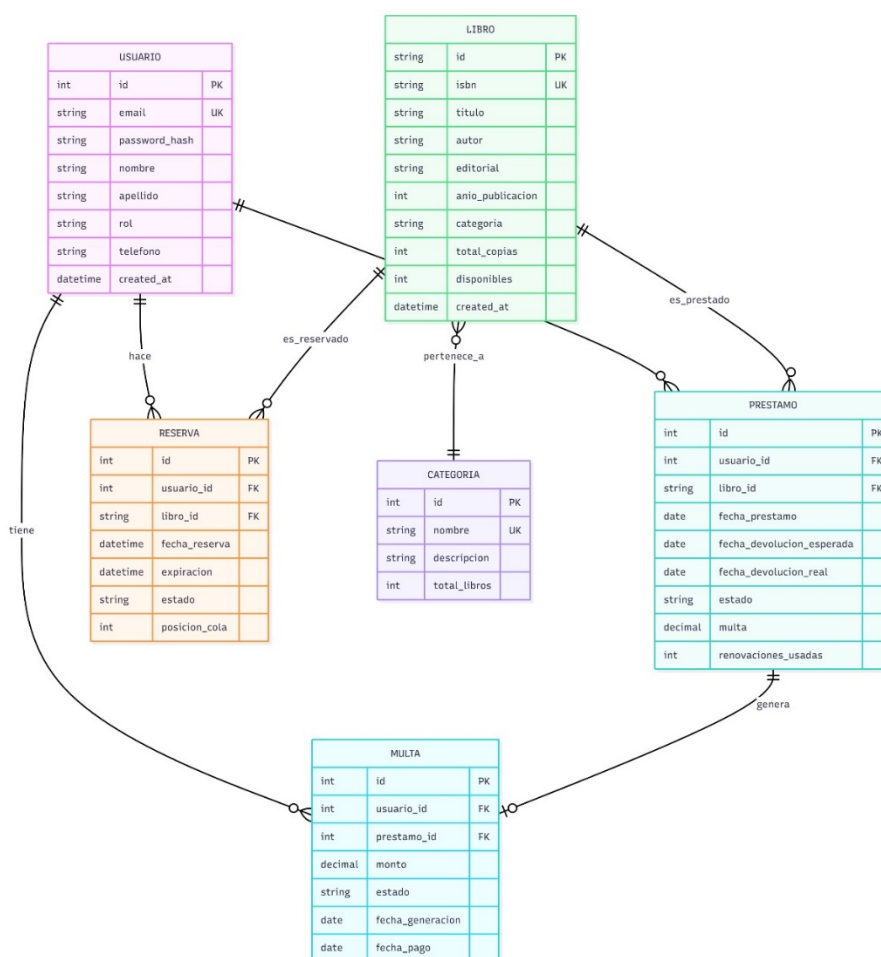 USUARIO
int id PK
string email UK
string password_hash
string nombre
string apellido
string rol
string telefono
datetime created_at
LIBRO
string id PK
string isbn UK
string titulo
string autor
string editorial
int anio_publicacion
string categoria
int total_copias
int disponibles
datetime created_at
hace
es_reservado
pertenece_a
es_prestado
RESERVA
int id PK
int usuario_id FK
string libro_id FK
datetime fecha_reserva
datetime expiracion
string estado
int posicion_cola
CATEGORIA
int id PK
string nombre UK
string descripcion
int total_libros
PRESTAMO
int id PK
int usuario_id FK
string libro_id FK
date fecha_prestamo
date fecha_devolucion_esperada
date fecha_devolucion_real
string estado
decimal multa
int renovaciones_usadas
tiene
genera
MULTA
int id PK
int usuario_id FK
int prestamo_id FK
decimal monto
string estado
date fecha_generacion
date fecha_pago